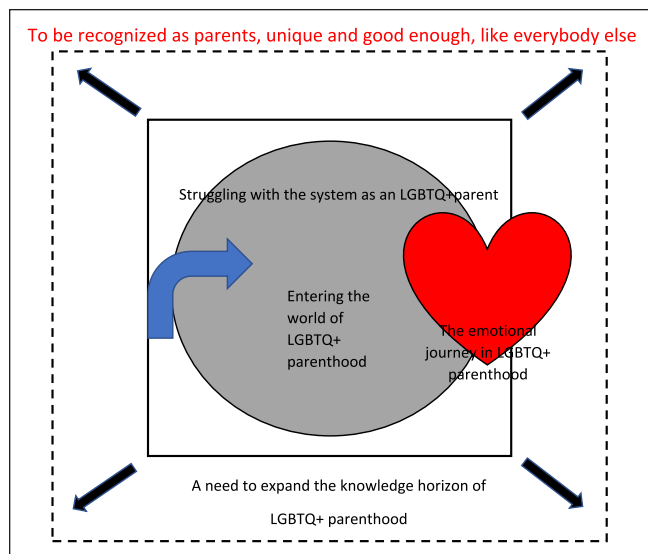 To be recognized as parents, unique and good enough, like everybody else
Struggling with the system as an LGBTQ+parent
Entering the
world of
LGBTQ+
parenthood
The emotional
journey in LGBTQ+
parenthood
A need to expand the knowledge horizon of
LGBTQ+ parenthood